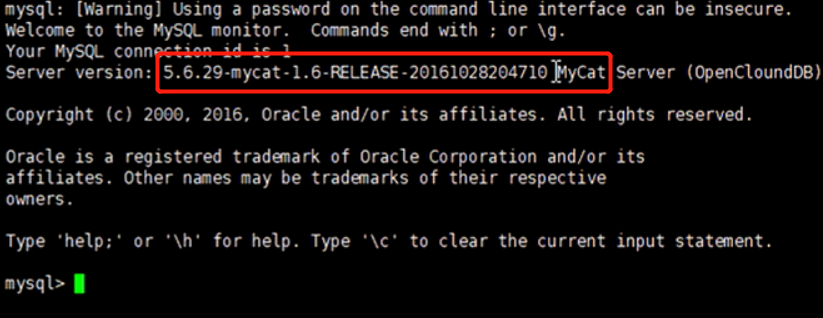 mysql: [Warning] Using a password on the command line interface can be insecure.
Welcome to the MySQL monitor.  Commands end with ; or \g.
Your MySQL connection id is 1
Server version: 5.6.29-mycat-1.6-RELEASE-20161028204710 MyCat Server (OpenCloundDB)
Copyright (c) 2000, 2016, Oracle and/or its affiliates. All rights reserved.
Oracle is a registered trademark of Oracle Corporation and/or its
affiliates. Other names may be trademarks of their respective
owners.
Type 'help;' or '\h' for help. Type '\c' to clear the current input statement.
mysql>